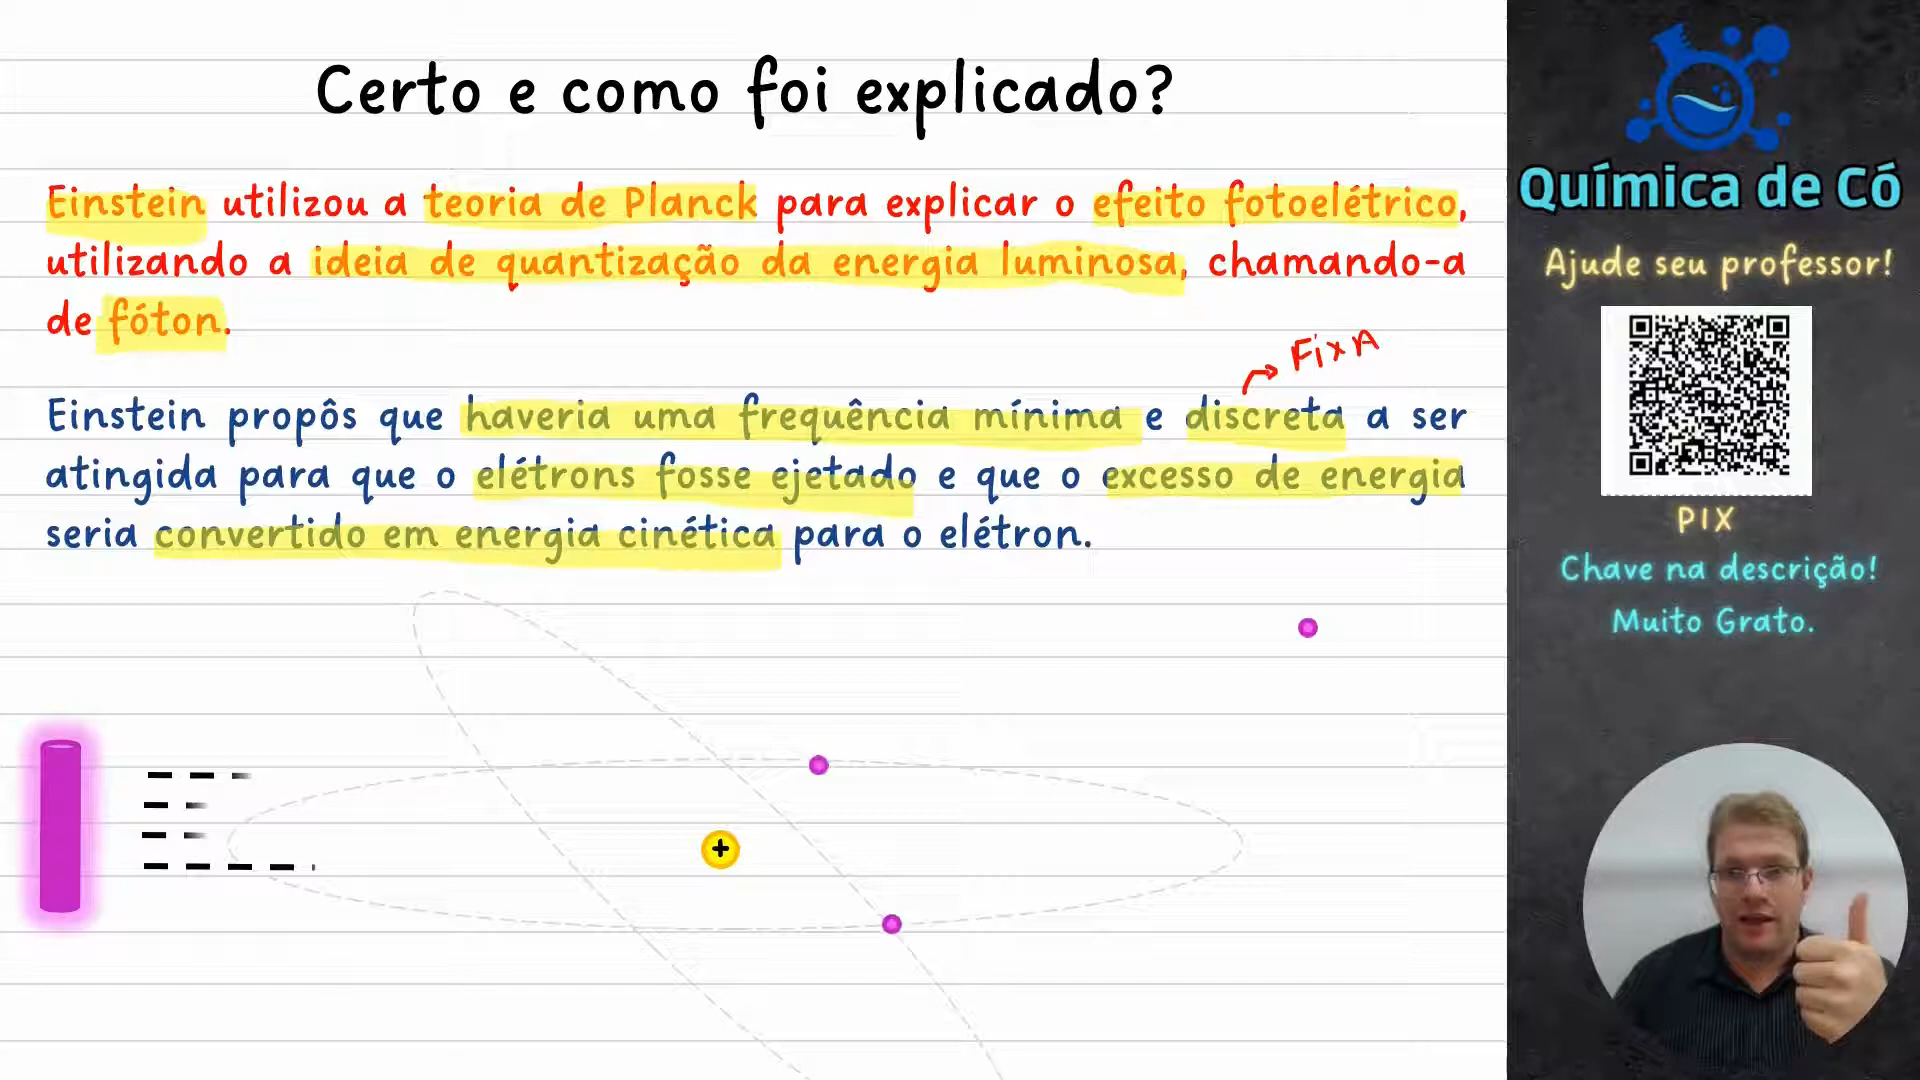 Certo e como foi explicado?
Einstein utilizou a teoria de Planck para explicar o efeito fotoelétrico,
utilizando a ideia de quantização da energia luminosa, chamando-a
de fóton.
FixA
Einstein propôs que haveria uma frequência mínima e discreta a ser
atingida para que o elétrons fosse ejetado e que o excesso de energia
seria convertido em energia cinética para o elétron.
+
Química de Có
Ajude seu professor!
PIX
Chave na descrição!
Muito Grato.